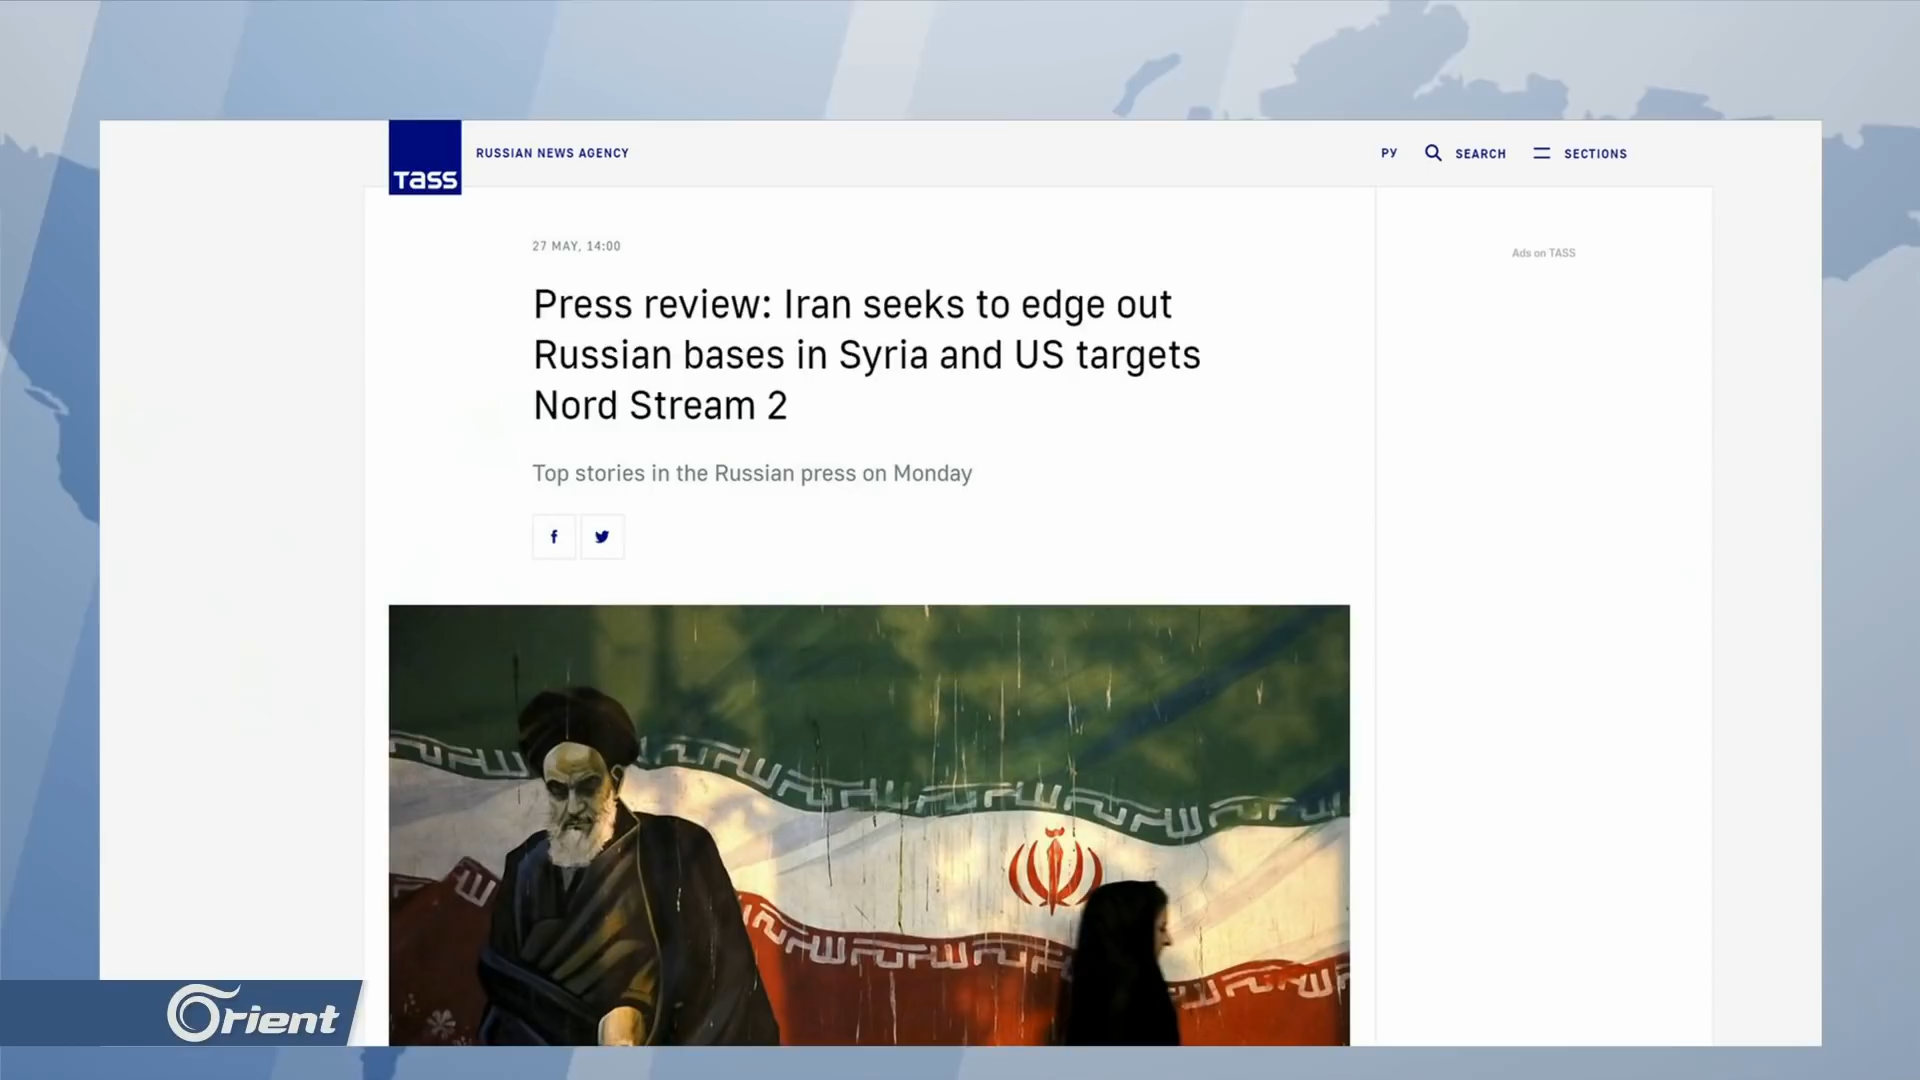 TASS
RUSSIAN NEWS AGENCY
РУ
SEARCH
SECTIONS
27 MAY, 14:00
Ads on TASS
Press review: Iran seeks to edge out
Russian bases in Syria and US targets
Nord Stream 2
Top stories in the Russian press on Monday
f
Orient